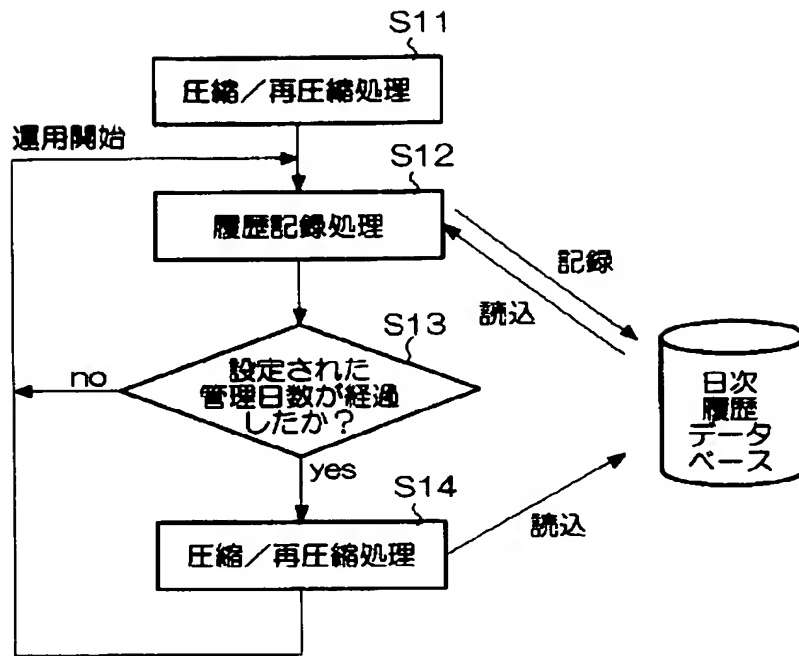 S11
圧縮／再圧縮処理
運用開始
S12
履歴記録処理
記録
読込
S13
設定された
管理日数が経過
したか？
no
yes
日次
履歴
データ
ベース
S14
圧縮／再圧縮処理
読込